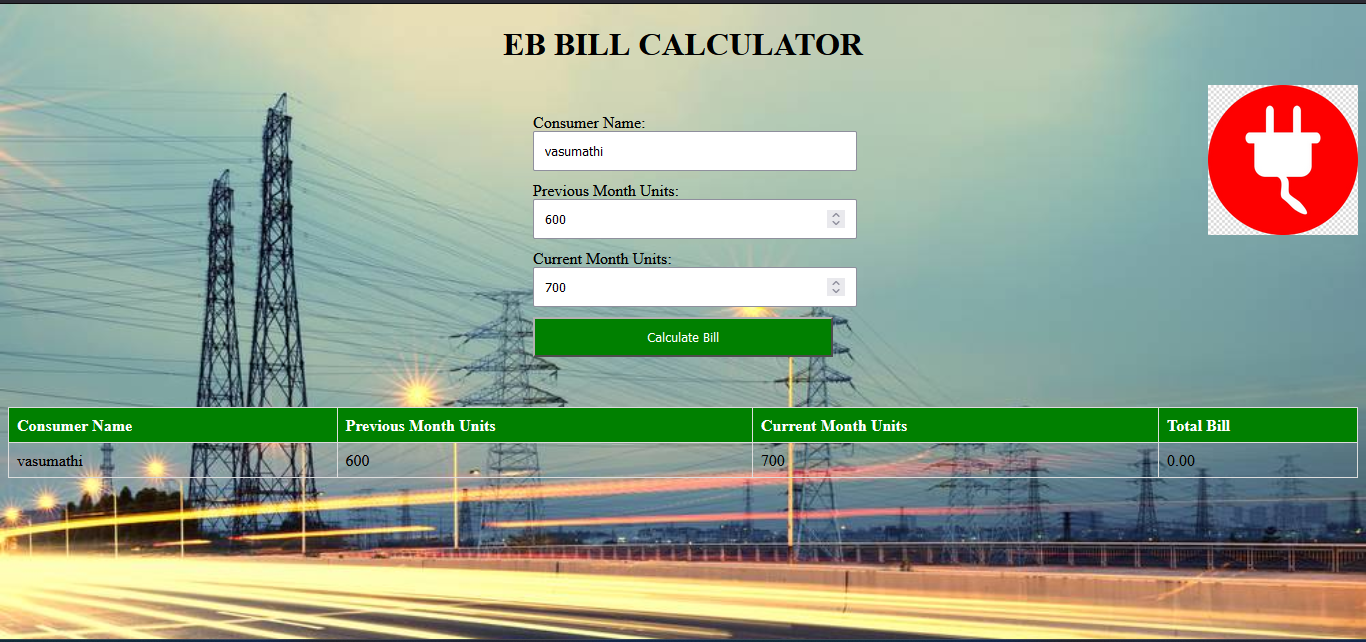 EB BILL CALCULATOR
Consumer Name:
vasumathi
Previous Month Units:
600
Current Month Units:
700
Calculate Bill
Consumer Name Previous Month Units Current Month Units Total Bill
vasumathi 600 700 0.00